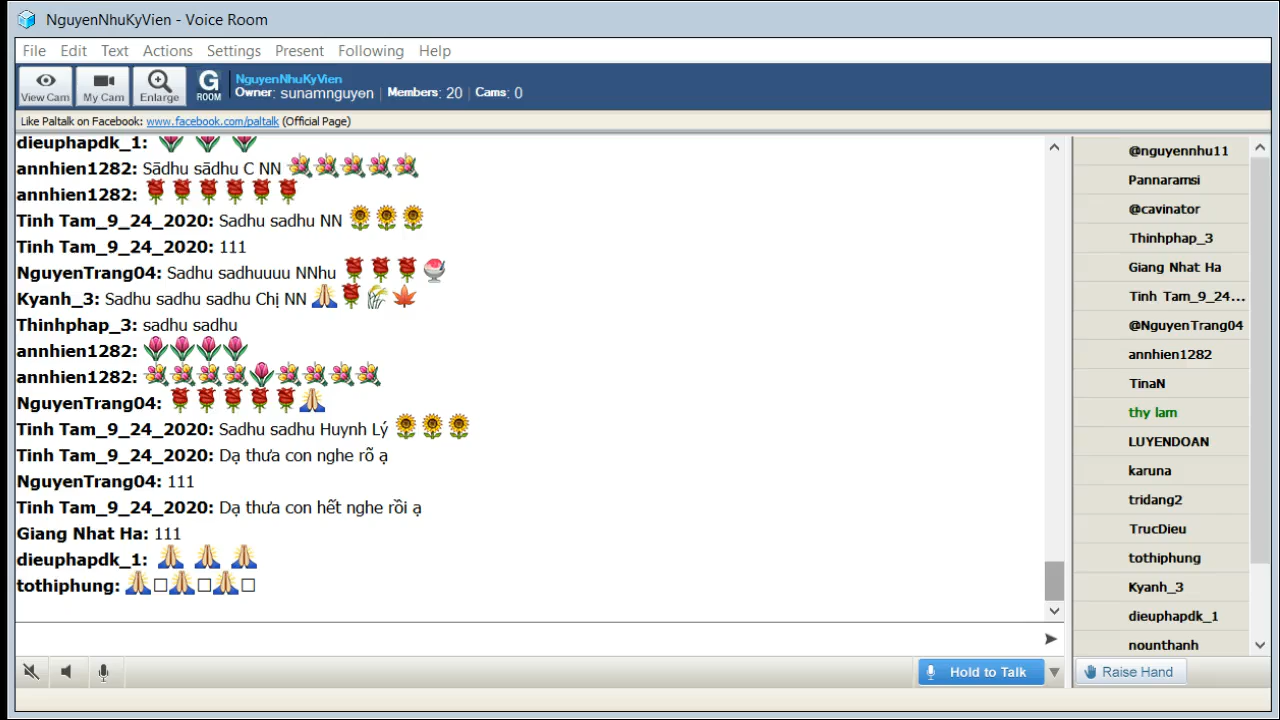 NguyenNhuKyVien - Voice Room
File Edit Text Actions Settings Present Following Help
View Cam My Cam Enlarge G ROOM NguyenNhuKyVien
Owner: sunamnguyen Members: 20 Cams: 0
Like Paltalk on Facebook: www.facebook.com/paltalk (Official Page)
dieuphapdk_1:
annhien1282: Sādhu sādhu C NN
annhien1282:
Tinh Tam_9_24_2020: Sadhu sadhu NN
Tinh Tam_9_24_2020: 111
NguyenTrang04: Sadhu sadhuuuu NNhu
Kyanh_3: Sadhu sadhu sadhu Chị NN
Thinhphap_3: sadhu sadhu
annhien1282:
annhien1282:
NguyenTrang04:
Tinh Tam_9_24_2020: Sadhu sadhu Huynh Lý
Tinh Tam_9_24_2020: Dạ thưa con nghe rõ ạ
NguyenTrang04: 111
Tinh Tam_9_24_2020: Dạ thưa con hết nghe rồi ạ
Giang Nhat Ha: 111
dieuphapdk_1:
tothiphung:
@nguyennhu11
Pannaramsi
@cavinator
Thinhphap_3
Giang Nhat Ha
Tinh Tam_9_24...
@NguyenTrang04
annhien1282
TinaN
thy lam
LUYENDOAN
karuna
tridang2
TrucDieu
tothiphung
Kyanh_3
dieuphapdk_1
nounthanh
Hold to Talk
Raise Hand